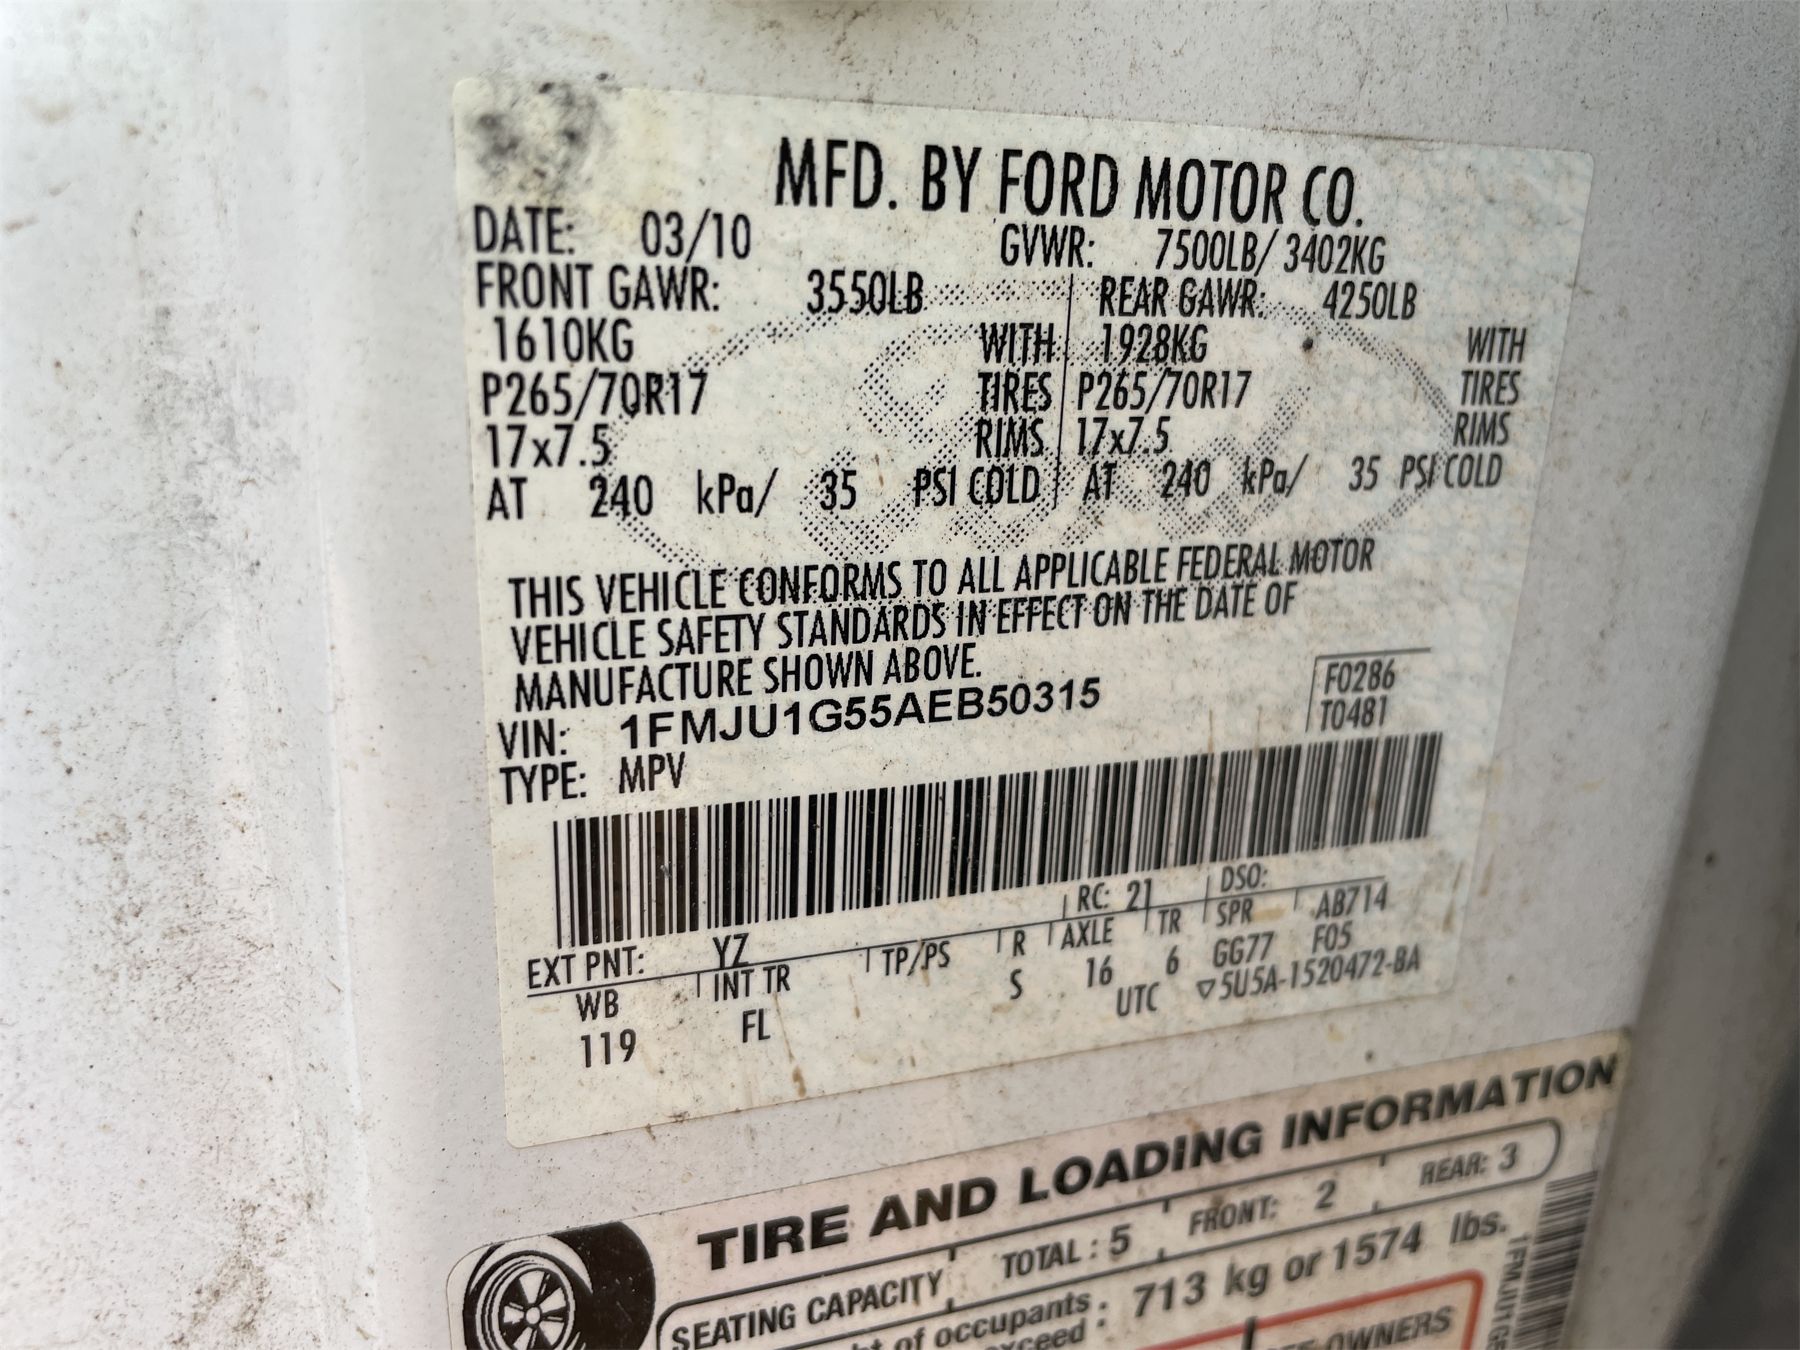 MFD. BY FORD MOTOR CO.
DATE: 03/10 GVWR: 7500LB/ 3402KG
FRONT GAWR: 3550LB REAR GAWR: 4250LB
1610KG WITH 1928KG WITH
P265/70R17 TIRES P265/70R17 TIRES
17x7.5 RIMS 17x7.5 RIMS
AT 240 kPa/ 35 PSI COLD AT 240 kPa/ 35 PSI COLD
THIS VEHICLE CONFORMS TO ALL APPLICABLE FEDERAL MOTOR
VEHICLE SAFETY STANDARDS IN EFFECT ON THE DATE OF
MANUFACTURE SHOWN ABOVE.
F0286
VIN: 1FMJU1G55AEB50315 T0481
TYPE: MPV
RC: 21 DSO:
EXT PNT: YZ AB714
WB INT TR TP/PS R AXLE TR SPR F05
119 FL S 16 6 GG77
UTC ▽5U5A-1520472-BA
TIRE AND LOADING INFORMATION
SEATING CAPACITY TOTAL : 5 FRONT: 2 REAR: 3
of occupants : 713 kg or 1574 lbs.
OWNERS